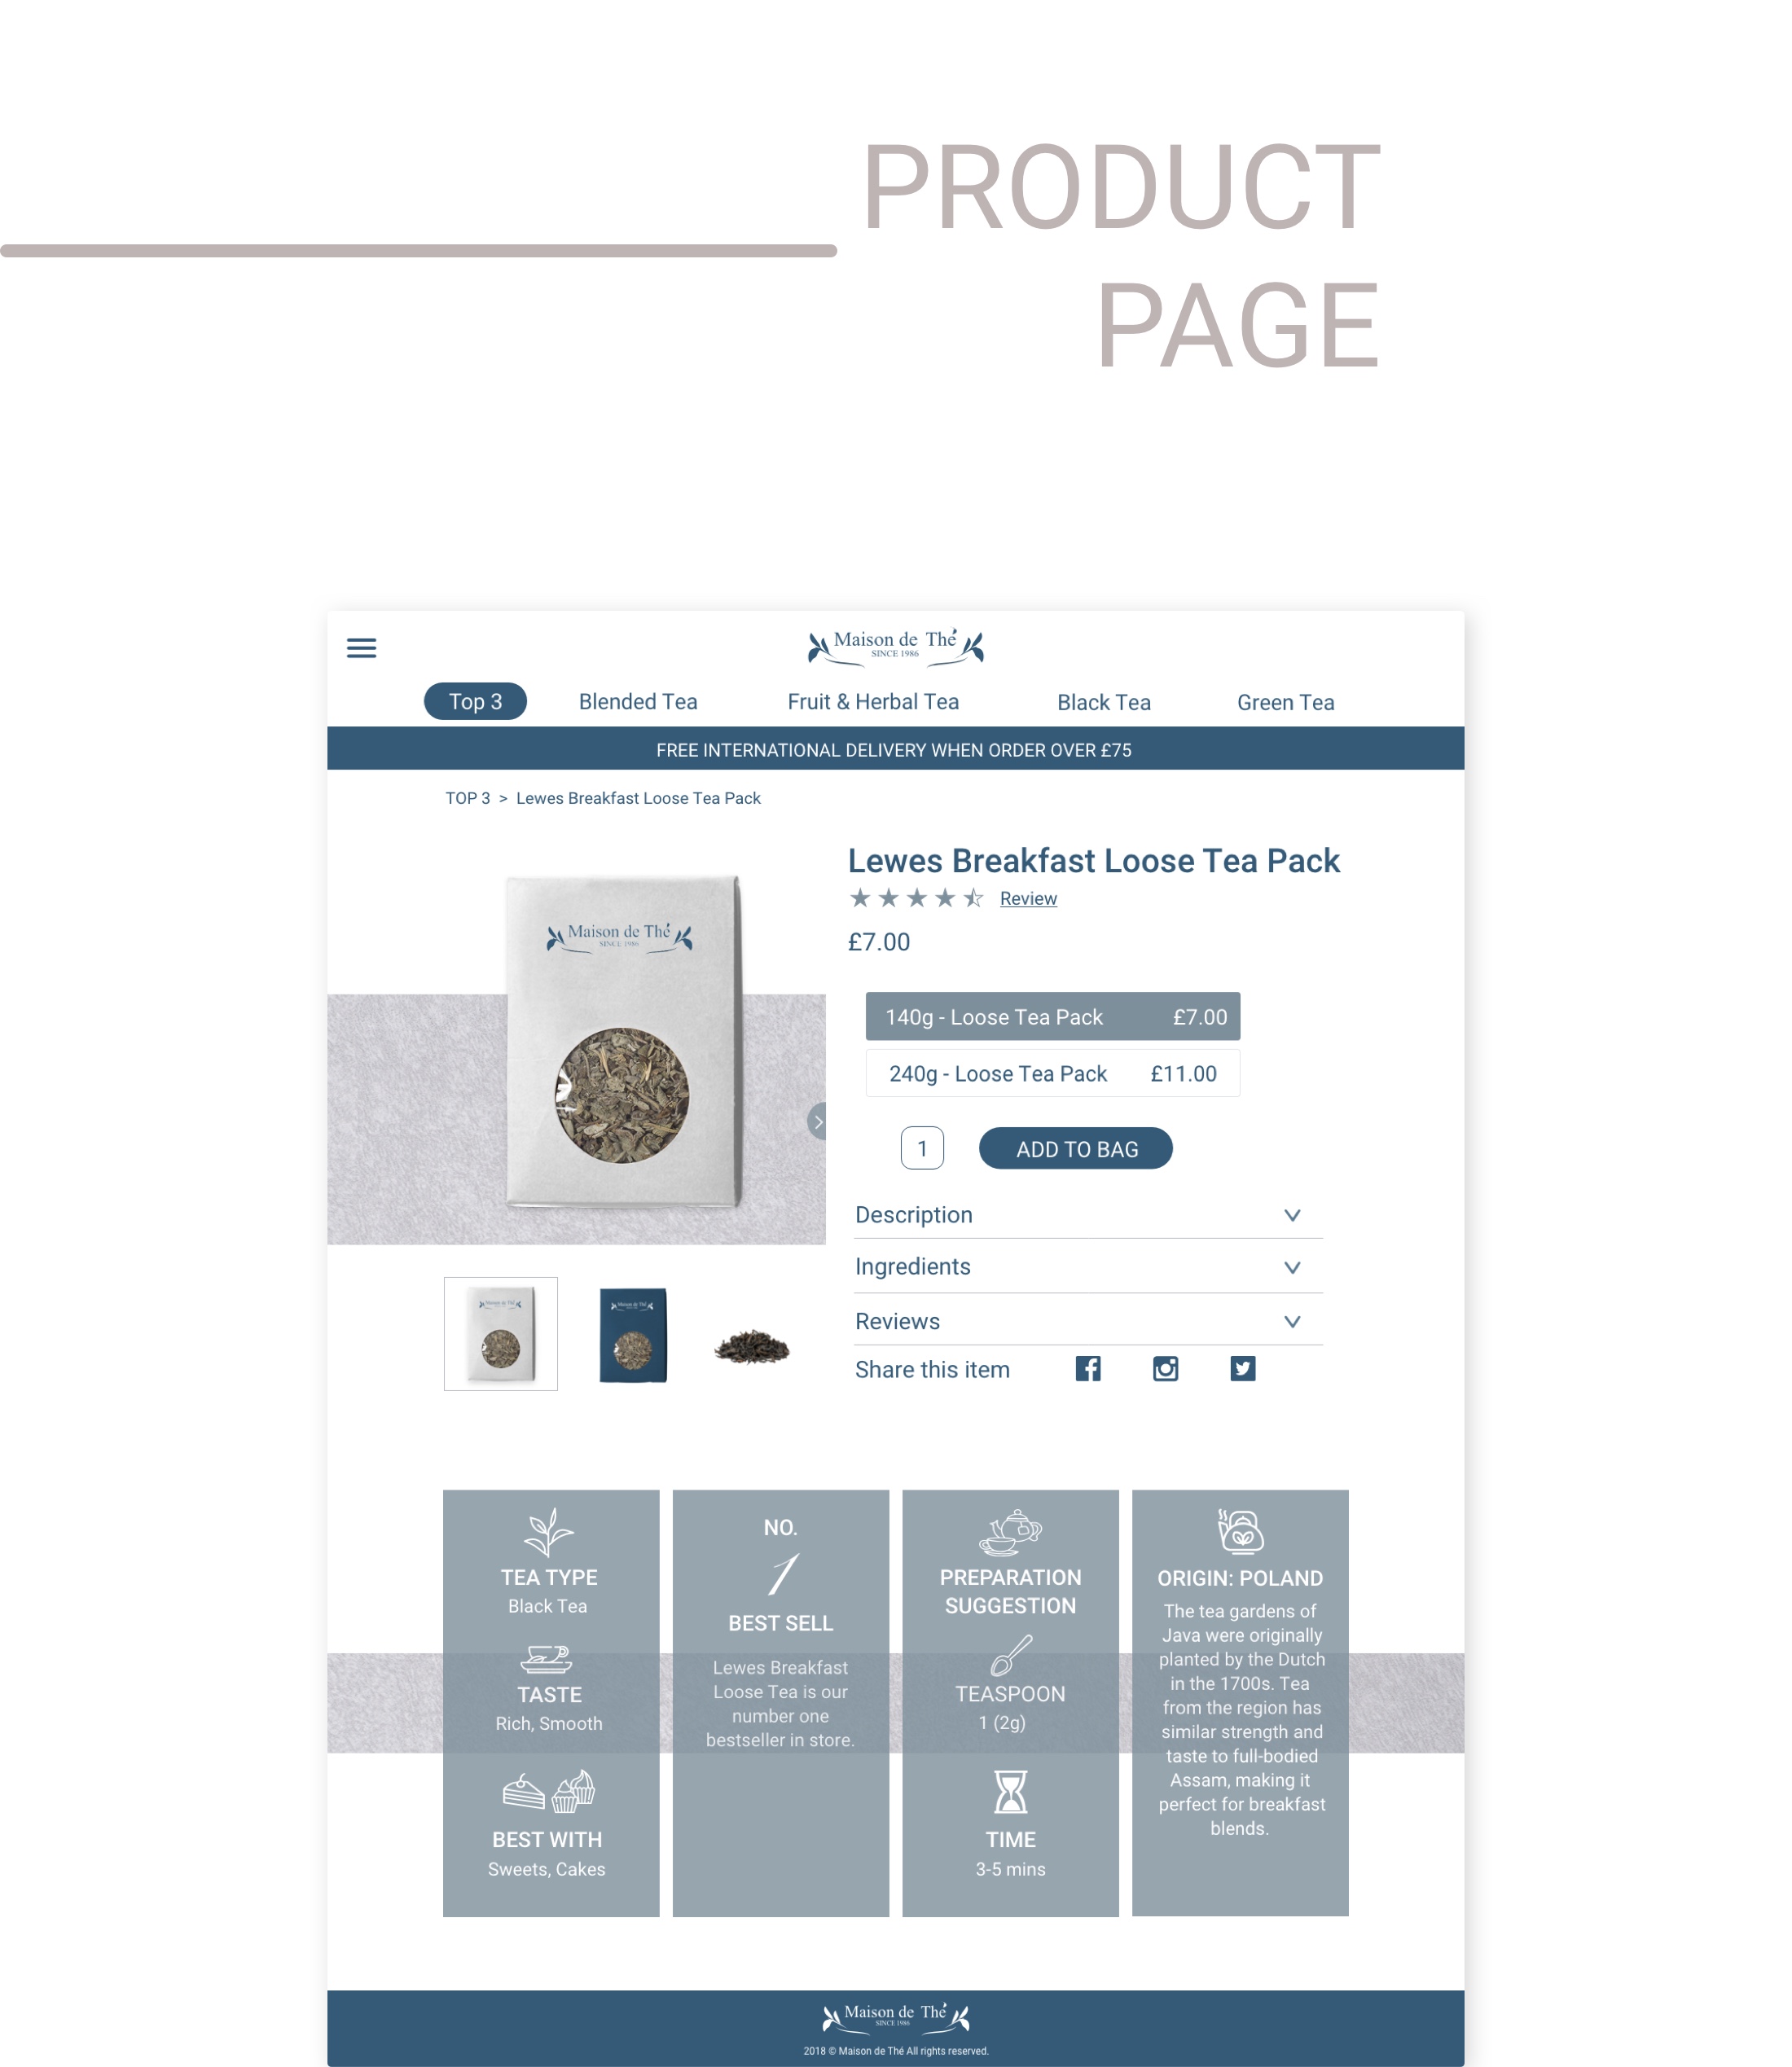 PRODUCT
PAGE
Maison de Thé
SINCE 1986
Top 3 Blended Tea Fruit & Herbal Tea Black Tea Green Tea
FREE INTERNATIONAL DELIVERY WHEN ORDER OVER £75
TOP 3 > Lewes Breakfast Loose Tea Pack
Lewes Breakfast Loose Tea Pack
Review
£7.00
Maison de Thé
SINCE 1986
140g - Loose Tea Pack £7.00
240g - Loose Tea Pack £11.00
1 ADD TO BAG
Description
Ingredients
Reviews
Share this item
Maison de Thé
Maison de Thé
TEA TYPE
Black Tea
TASTE
Rich, Smooth
BEST WITH
Sweets, Cakes
NO.
1
BEST SELL
Lewes Breakfast
Loose Tea is our
number one
bestseller in store.
PREPARATION
SUGGESTION
TEASPOON
1 (2g)
TIME
3-5 mins
ORIGIN: POLAND
The tea gardens of
Java were originally
planted by the Dutch
in the 1700s. Tea
from the region has
similar strength and
taste to full-bodied
Assam, making it
perfect for breakfast
blends.
Maison de Thé
SINCE 1986
2018 © Maison de Thé All rights reserved.